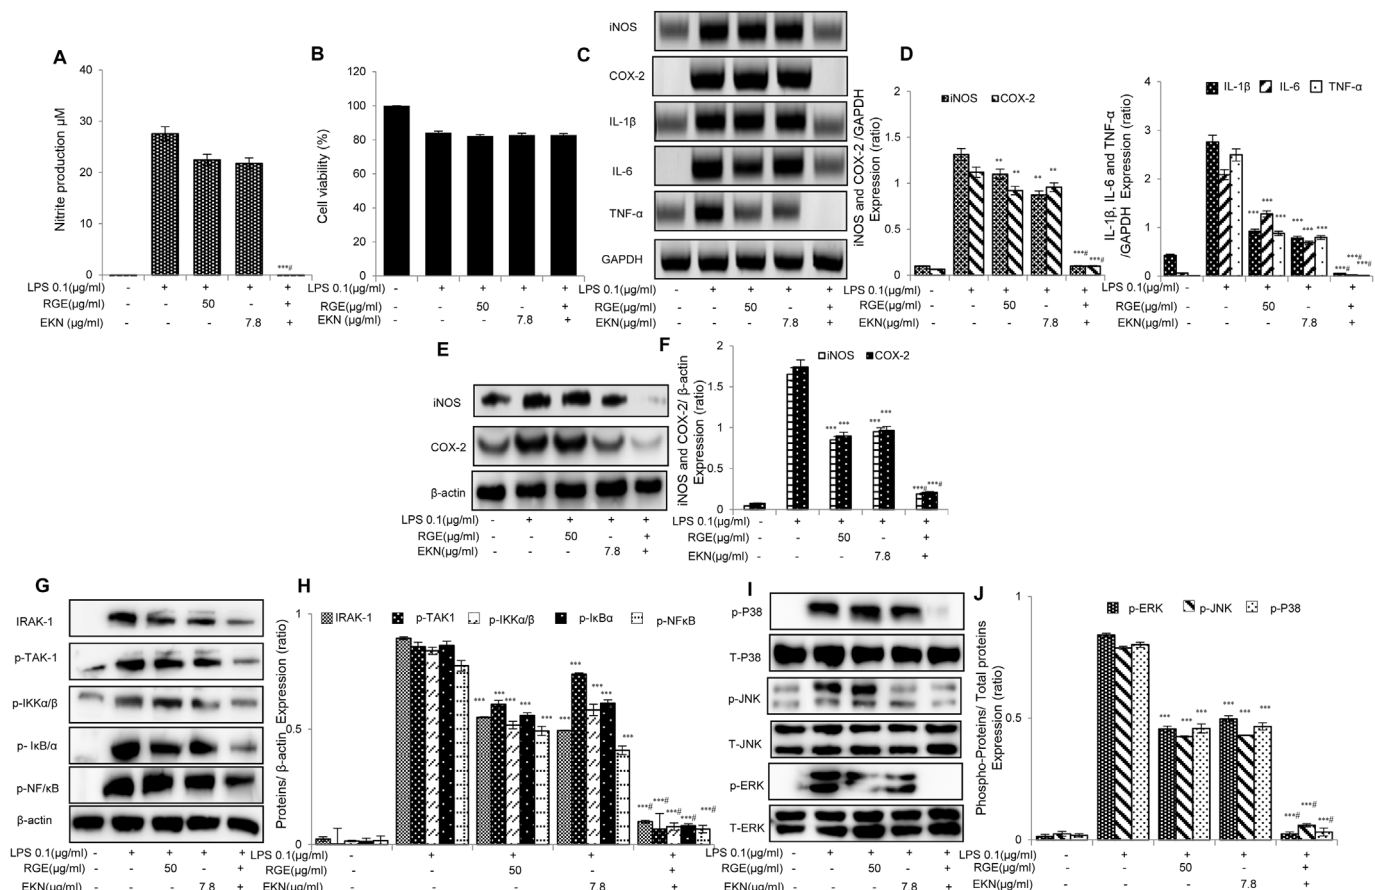 A
Nitrite production µM
40
30
20
10
0
LPS 0.1(µg/ml) - + + + +
RGE(µg/ml) - - 50 - +
EKN (µg/ml) - - - 7.8 +
***#
B
Cell viability (%)
120
100
80
60
40
20
0
LPS 0.1(µg/ml) - + + + +
RGE(µg/ml) - - 50 - +
EKN (µg/ml) - - - 7.8 +
C
iNOS
COX-2
IL-1β
IL-6
TNF-α
GAPDH
LPS 0.1(µg/ml) - + + + +
RGE(µg/ml) - - 50 - +
EKN(µg/ml) - - - 7.8 +
D
iNOS and COX-2 /GAPDH
Expression (ratio)
iNOS COX-2
2
1.5
1
0.5
0
** ** ** ** ***# ***#
LPS 0.1(µg/ml) - + + + +
RGE(µg/ml) - - 50 - +
EKN(µg/ml) - - - 7.8 +
IL-1β, IL-6 and TNF-α
/GAPDH Expression (ratio)
IL-1β IL-6 TNF-α
4
3
2
1
0
*** *** *** *** *** *** ***# ***# ***#
LPS 0.1(µg/ml) - + + + +
RGE(µg/ml) - - 50 - +
EKN(µg/ml) - - - 7.8 +
E
iNOS
COX-2
β-actin
LPS 0.1(µg/ml) - + + + +
RGE(µg/ml) - - 50 - +
EKN(µg/ml) - - - 7.8 +
F
iNOS and COX-2/ β-actin
Expression (ratio)
iNOS COX-2
2
1.5
1
0.5
0
*** *** *** *** ***# ***#
LPS 0.1(µg/ml) - + + + +
RGE(µg/ml) - - 50 - +
EKN(µg/ml) - - - 7.8 +
G
IRAK-1
p-TAK-1
p-IKKα/β
p- IκB/α
p-NF/κB
β-actin
LPS 0.1(µg/ml) - + + + +
RGE(µg/ml) - - 50 - +
EKN(µg/ml) - - - 7.8 +
H
Proteins/ β-actin Expression (ratio)
IRAK-1 p-TAK1 p-IKKα/β p-IκBα p-NFκB
1
0.5
0
*** *** *** *** *** *** *** *** *** *** ***# ***# ***# ***# ***#
LPS 0.1(µg/ml) - + + + +
RGE(µg/ml) - - 50 - +
EKN(µg/ml) - - - 7.8 +
I
p-P38
T-P38
p-JNK
T-JNK
p-ERK
T-ERK
LPS 0.1(µg/ml) - + + + +
RGE(µg/ml) - - 50 - +
EKN(µg/ml) - - - 7.8 +
J
Phospho-Proteins/ Total proteins
Expression (ratio)
p-ERK p-JNK p-P38
1
0.5
0
*** *** *** *** *** *** ***# ***# ***#
LPS 0.1(µg/ml) - + + + +
RGE(µg/ml) - - 50 - +
EKN(µg/ml) - - - 7.8 +